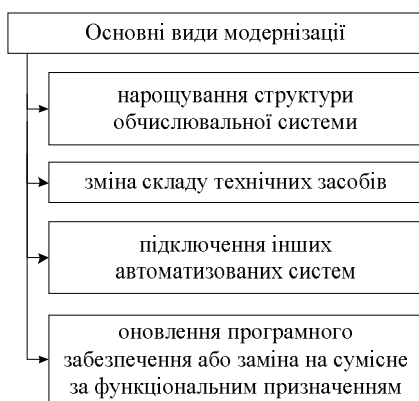 Основні види модернізації
нарощування структури
обчислювальної системи
зміна складу технічних засобів
підключення інших
автоматизованих систем
оновлення програмного
забезпечення або заміна на сумісне
за функціональним призначенням